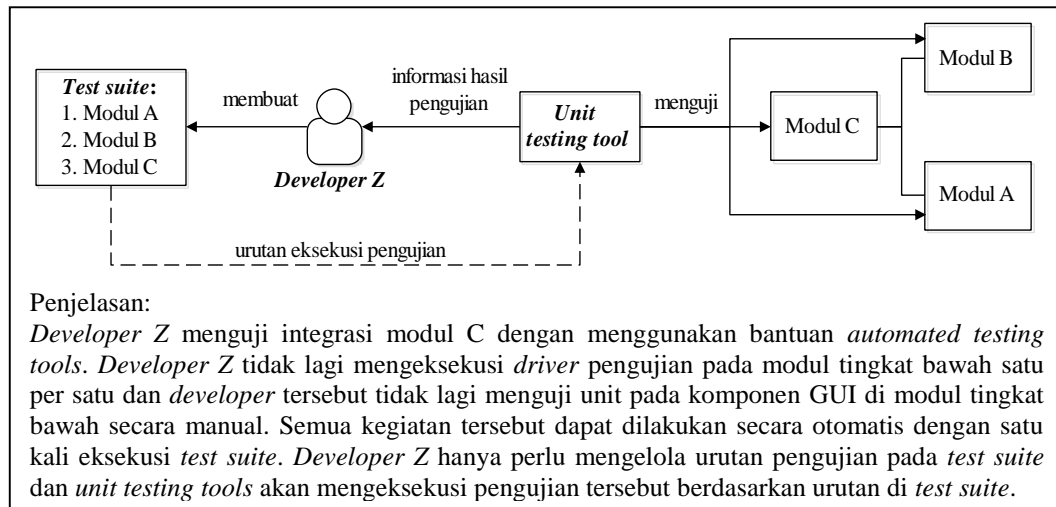 Test suite:
1. Modul A
2. Modul B
3. Modul C
membuat
Developer Z
informasi hasil
pengujian
Unit
testing tool
menguji
Modul B
Modul C
Modul A
urutan eksekusi pengujian
Penjelasan:
Developer Z menguji integrasi modul C dengan menggunakan bantuan automated testing
tools. Developer Z tidak lagi mengeksekusi driver pengujian pada modul tingkat bawah satu
per satu dan developer tersebut tidak lagi menguji unit pada komponen GUI di modul tingkat
bawah secara manual. Semua kegiatan tersebut dapat dilakukan secara otomatis dengan satu
kali eksekusi test suite. Developer Z hanya perlu mengelola urutan pengujian pada test suite
dan unit testing tools akan mengeksekusi pengujian tersebut berdasarkan urutan di test suite.